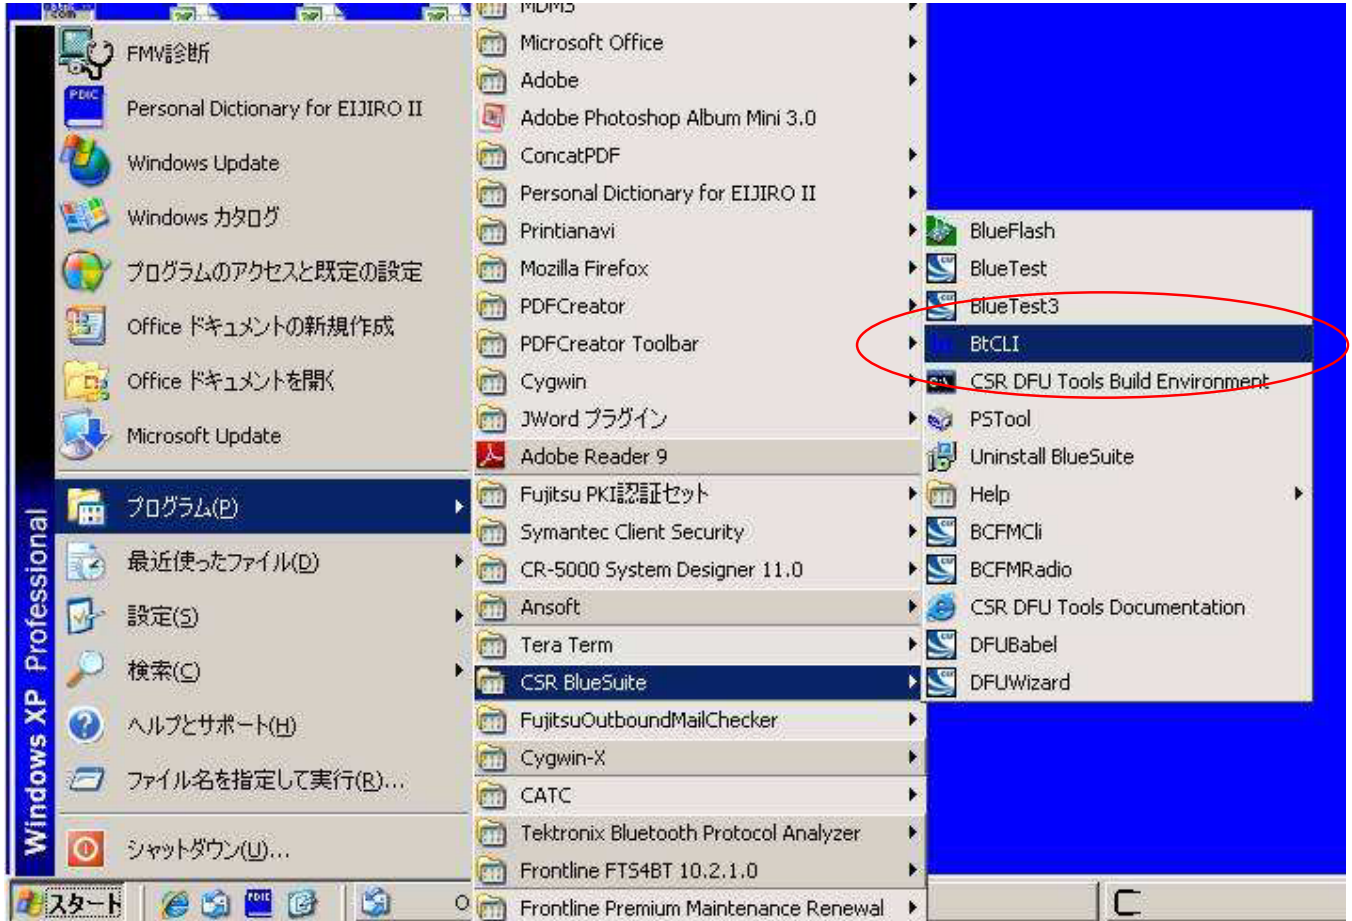 FMV診断
Personal Dictionary for EIJIRO II
Windows Update
Windows カタログ
プログラムのアクセスと既定の設定
Office ドキュメントの新規作成
Office ドキュメントを開く
Microsoft Update
プログラム(P)
最近使ったファイル(D)
設定(S)
検索(C)
ヘルプとサポート(H)
ファイル名を指定して実行(R)...
シャットダウン(U)...
Windows XP Professional
スタート
MDM3
Microsoft Office
Adobe
Adobe Photoshop Album Mini 3.0
ConcatPDF
Personal Dictionary for EIJIRO II
Printianavi
Mozilla Firefox
PDFCreator
PDFCreator Toolbar
Cygwin
JWord プラグイン
Adobe Reader 9
Fujitsu PKI認証セット
Symantec Client Security
CR-5000 System Designer 11.0
Ansoft
Tera Term
CSR BlueSuite
FujitsuOutboundMailChecker
Cygwin-X
CATC
Tektronix Bluetooth Protocol Analyzer
Frontline FTS4BT 10.2.1.0
Frontline Premium Maintenance Renewal
BlueFlash
BlueTest
BlueTest3
BtCLI
CSR DFU Tools Build Environment
PSTool
Uninstall BlueSuite
Help
BCFMCli
BCFMRadio
CSR DFU Tools Documentation
DFUBabel
DFUWizard